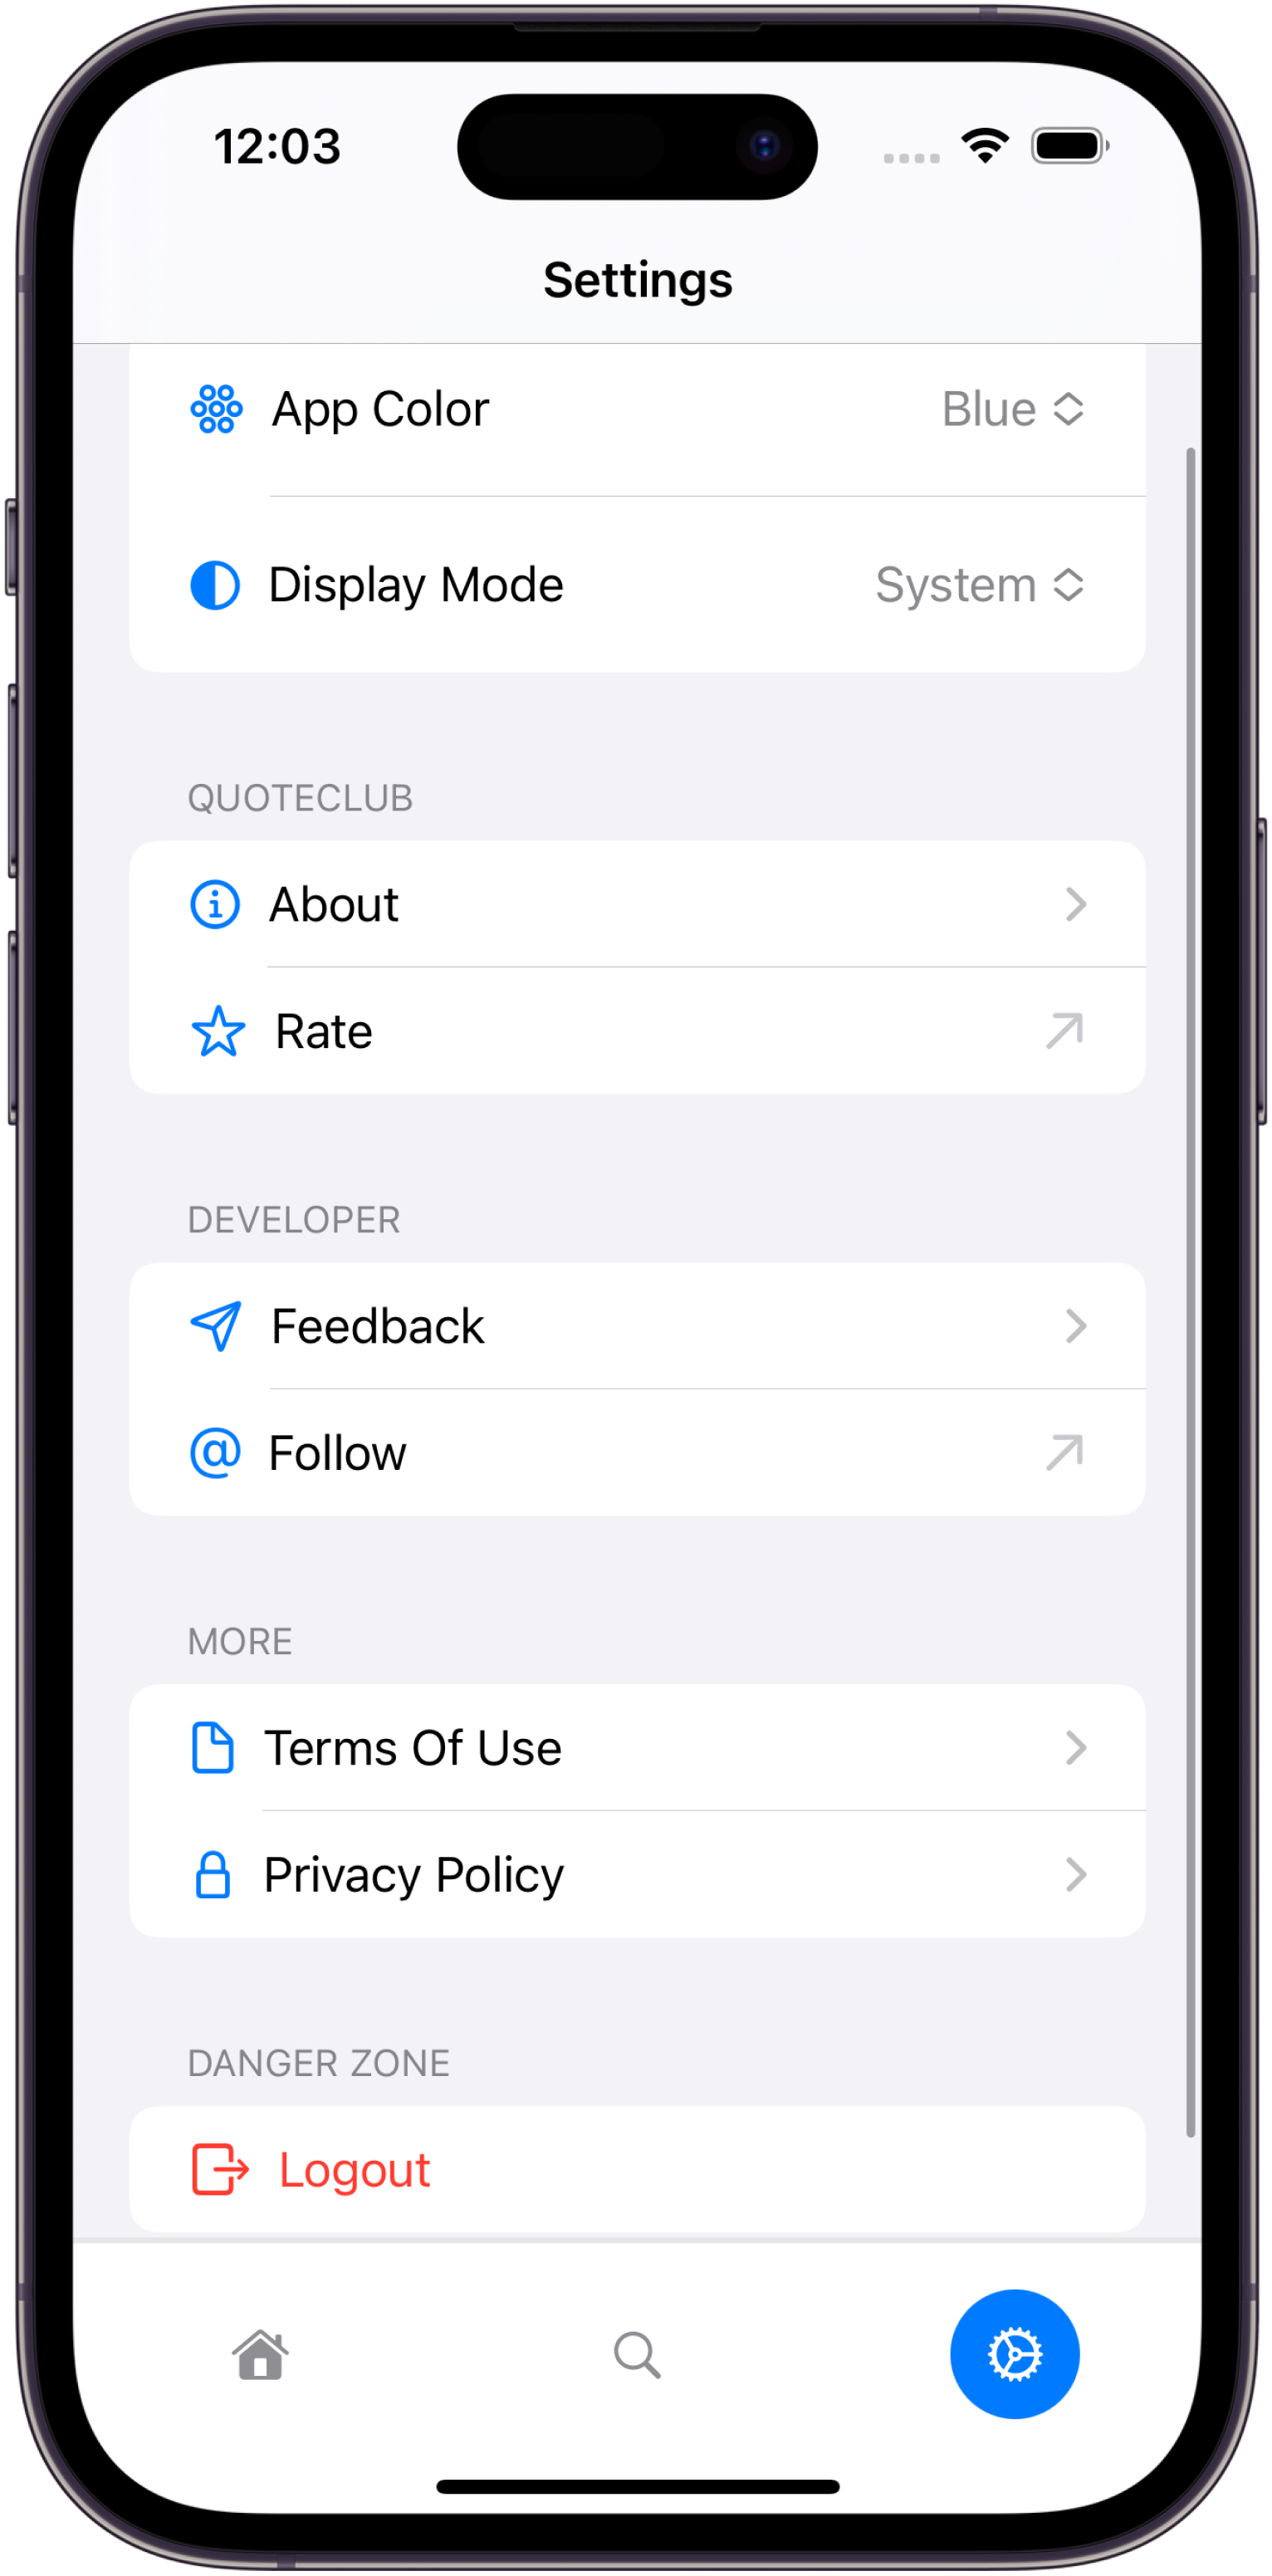 12:03
Settings
App Color Blue
Display Mode System
QUOTECLUB
About
Rate
DEVELOPER
Feedback
Follow
MORE
Terms Of Use
Privacy Policy
DANGER ZONE
Logout